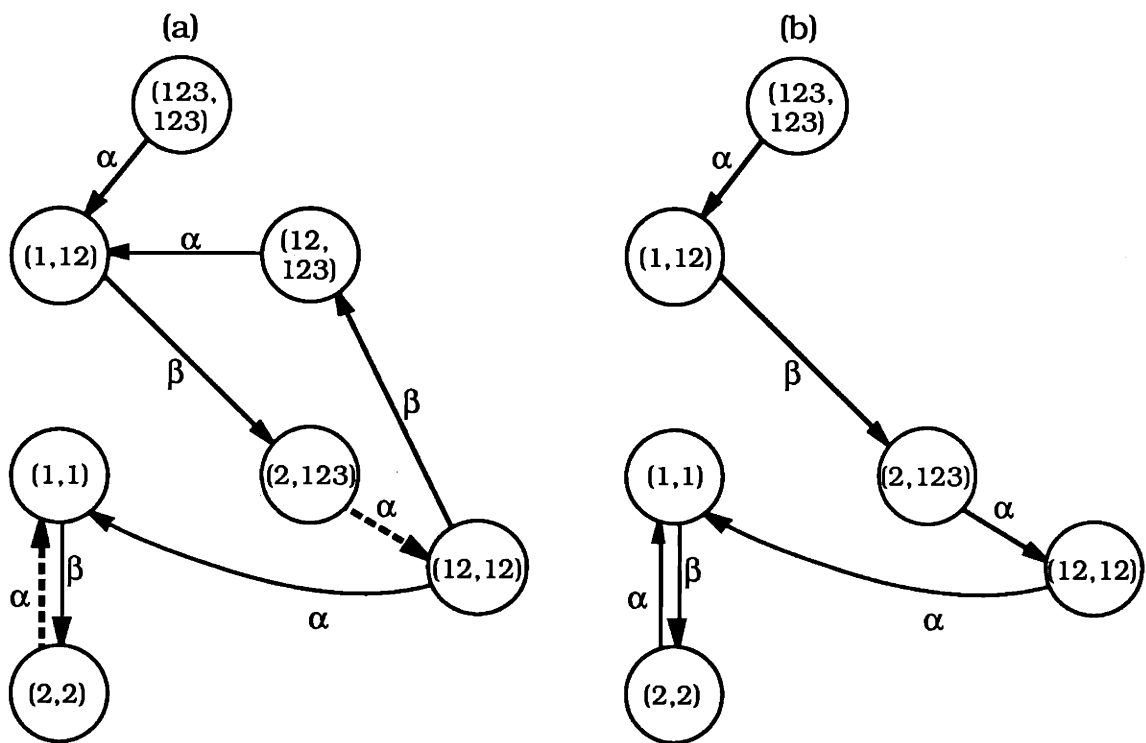 (a)
(123,
123)
α
(1,12)
α
(12,
123)
β
β
(1,1)
(2,123)
α
(12,12)
α
β
α
(2,2)
(b)
(123,
123)
α
(1,12)
β
(1,1)
(2,123)
α
(12,12)
α
β
α
(2,2)